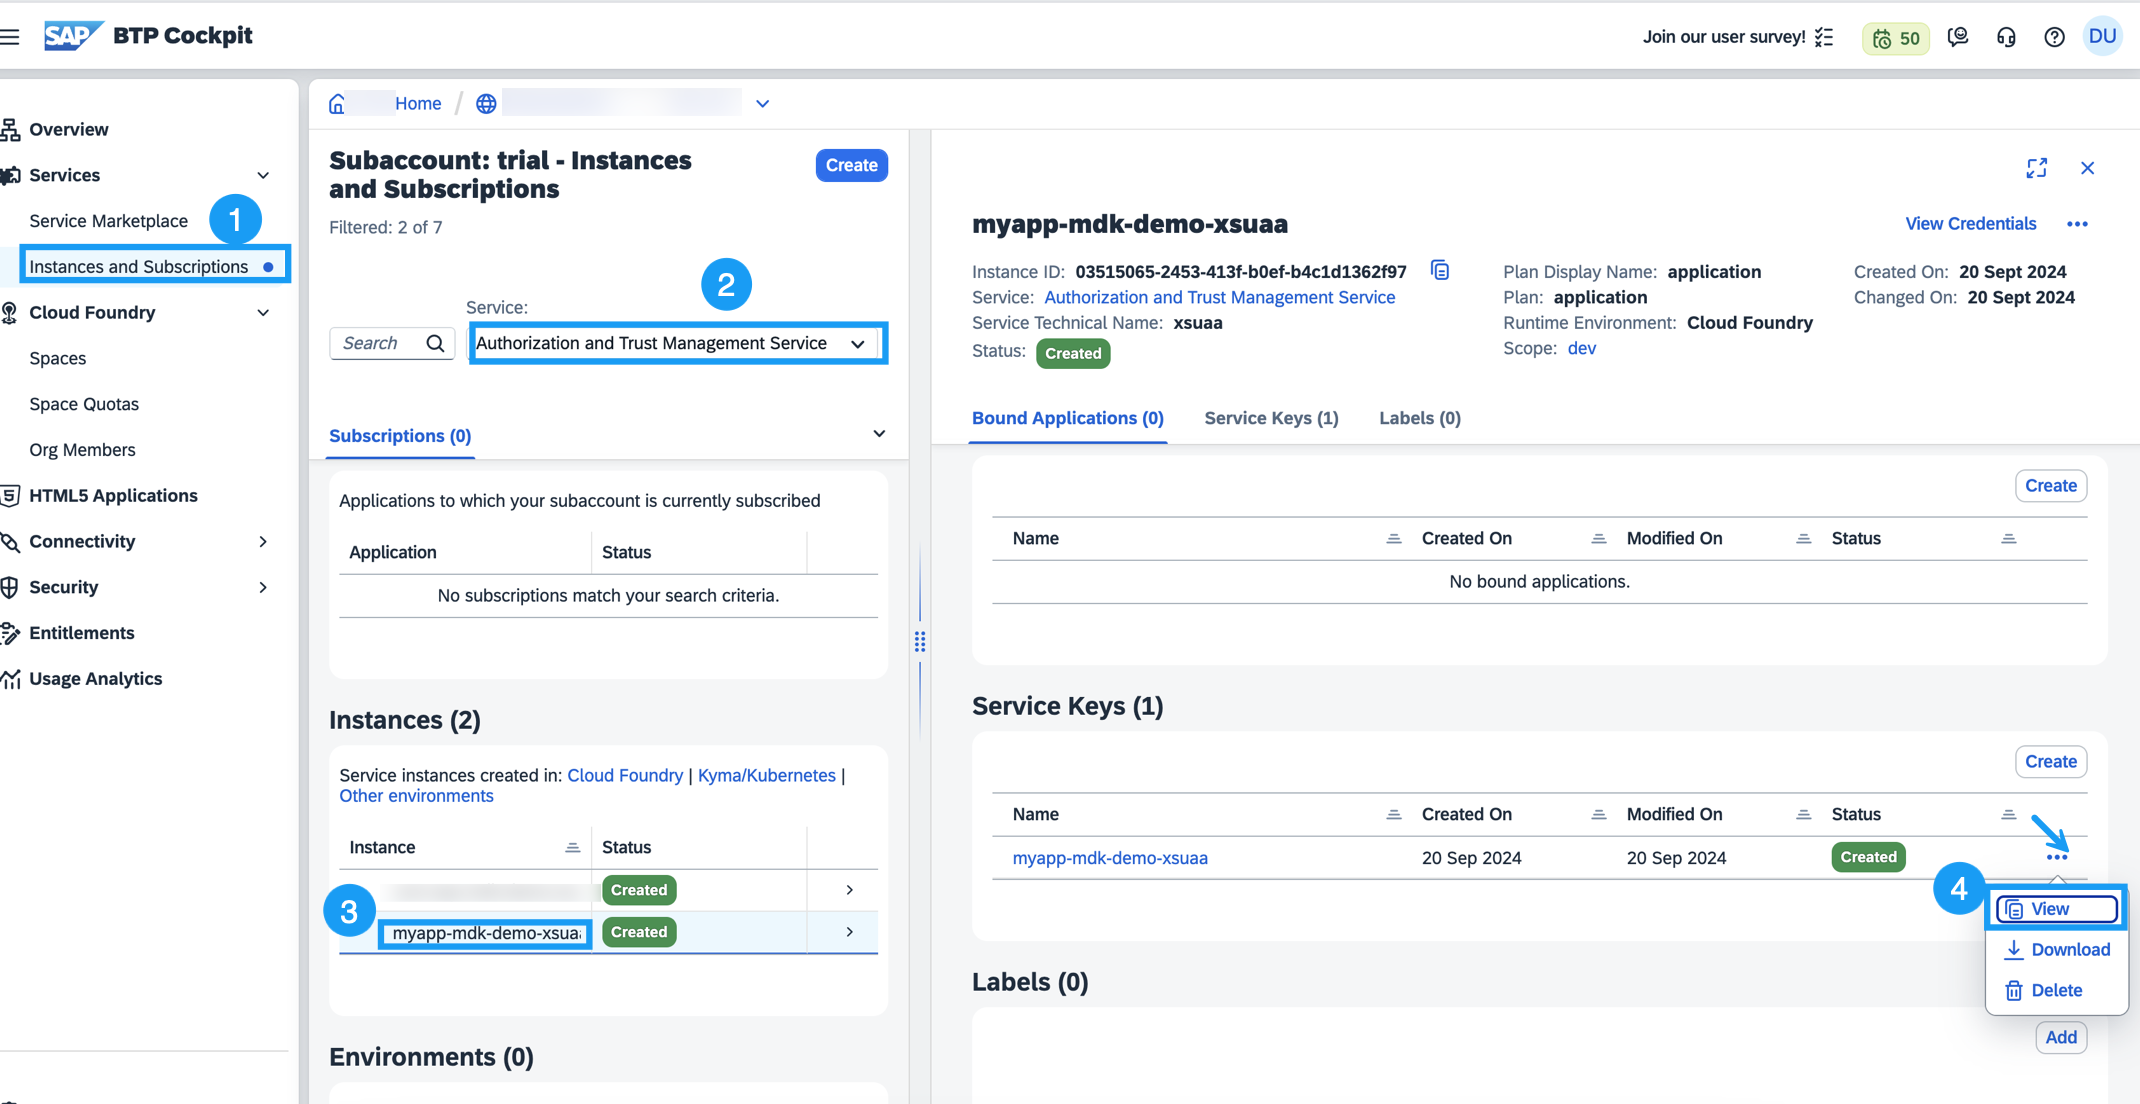 SAP BTP Cockpit
Join our user survey!
50
DU
Overview
Services
Service Marketplace
1
Instances and Subscriptions
Cloud Foundry
Spaces
Space Quotas
Org Members
HTML5 Applications
Connectivity
Security
Entitlements
Usage Analytics
Home /
Subaccount: trial - Instances
and Subscriptions
Create
Filtered: 2 of 7
2
Service:
Search
Authorization and Trust Management Service
Subscriptions (0)
Applications to which your subaccount is currently subscribed
Application Status
No subscriptions match your search criteria.
Instances (2)
Service instances created in: Cloud Foundry | Kyma/Kubernetes |
Other environments
Instance Status
Created
3
myapp-mdk-demo-xsua Created
Environments (0)
myapp-mdk-demo-xsuaa
View Credentials
Instance ID: 03515065-2453-413f-b0ef-b4c1d1362f97
Service: Authorization and Trust Management Service
Service Technical Name: xsuaa
Status: Created
Plan Display Name: application
Plan: application
Runtime Environment: Cloud Foundry
Scope: dev
Created On: 20 Sept 2024
Changed On: 20 Sept 2024
Bound Applications (0) Service Keys (1) Labels (0)
Create
Name Created On Modified On Status
No bound applications.
Service Keys (1)
Create
Name Created On Modified On Status
myapp-mdk-demo-xsuaa 20 Sep 2024 20 Sep 2024 Created
4
View
Download
Delete
Labels (0)
Add